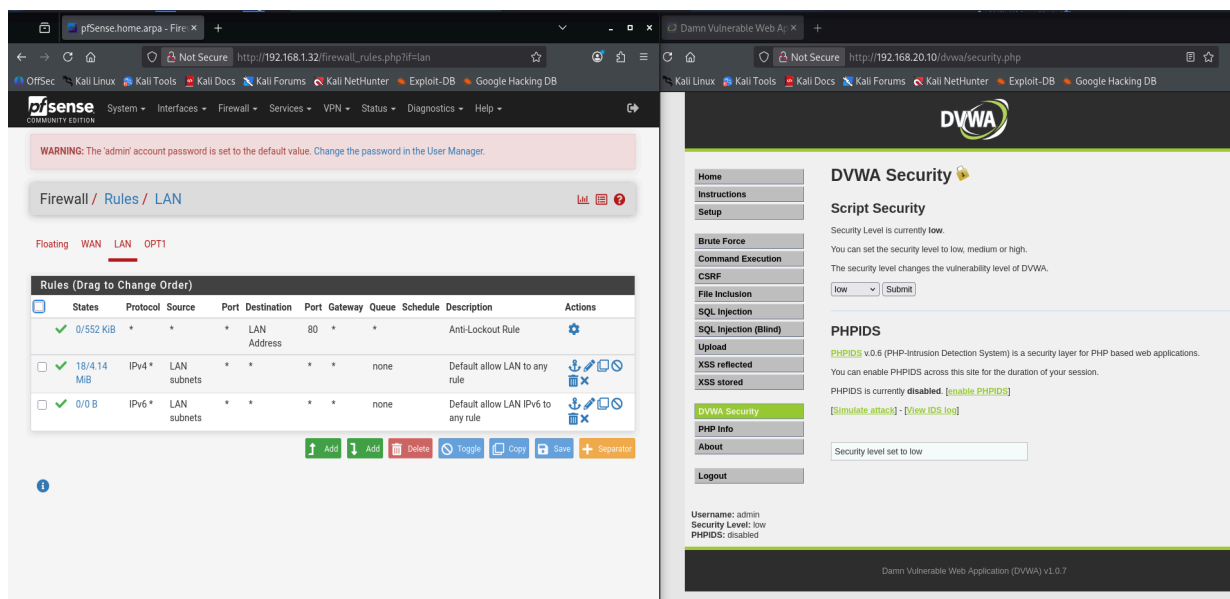 pfSense.home.arpa - Fire
Not Secure http://192.168.1.32/firewall_rules.php?if=lan
OffSec Kali Linux Kali Tools Kali Docs Kali Forums Kali NetHunter Exploit-DB Google Hacking DB
pfsense
COMMUNITY EDITION
System Interfaces Firewall Services VPN Status Diagnostics Help
WARNING: The 'admin' account password is set to the default value. Change the password in the User Manager.
Firewall / Rules / LAN
Floating WAN LAN OPT1
Rules (Drag to Change Order)
States Protocol Source Port Destination Port Gateway Queue Schedule Description Actions
0/552 KiB * * * LAN Address 80 * * Anti-Lockout Rule
18/4.14 MiB IPv4 * LAN subnets * * * * none Default allow LAN to any rule
0/0 B IPv6 * LAN subnets * * * * none Default allow LAN IPv6 to any rule
Add Add Delete Toggle Copy Save Separator
Damn Vulnerable Web Ap
Not Secure http://192.168.20.10/dvwa/security.php
Kali Linux Kali Tools Kali Docs Kali Forums Kali NetHunter Exploit-DB Google Hacking DB
DVWA
Home
Instructions
Setup
Brute Force
Command Execution
CSRF
File Inclusion
SQL Injection
SQL Injection (Blind)
Upload
XSS reflected
XSS stored
DVWA Security
PHP Info
About
Logout
DVWA Security
Script Security
Security Level is currently low.
You can set the security level to low, medium or high.
The security level changes the vulnerability level of DVWA.
low Submit
PHPIDS
PHPIDS v.0.6 (PHP-Intrusion Detection System) is a security layer for PHP based web applications.
You can enable PHPIDS across this site for the duration of your session.
PHPIDS is currently disabled. [enable PHPIDS]
[Simulate attack] - [View IDS log]
Security level set to low
Username: admin
Security Level: low
PHPIDS: disabled
Damn Vulnerable Web Application (DVWA) v1.0.7